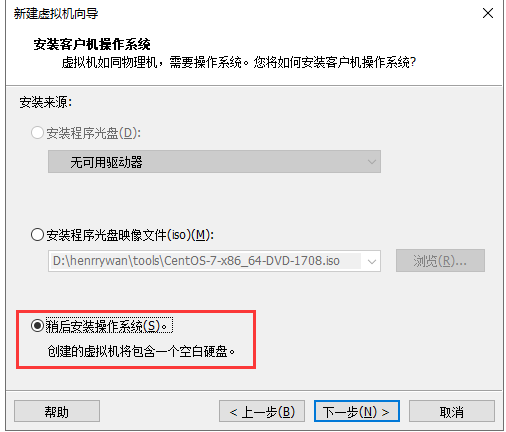 新建虚拟机向导
安装客户机操作系统
虚拟机如同物理机，需要操作系统。您将如何安装客户机操作系统?
安装来源:
安装程序光盘(D):
无可用驱动器
安装程序光盘映像文件(iso)(M):
D:\henrrywan\tools\CentOS-7-x86_64-DVD-1708.iso
浏览(R)...
稍后安装操作系统(S)。
创建的虚拟机将包含一个空白硬盘。
帮助
< 上一步(B)
下一步(N) >
取消